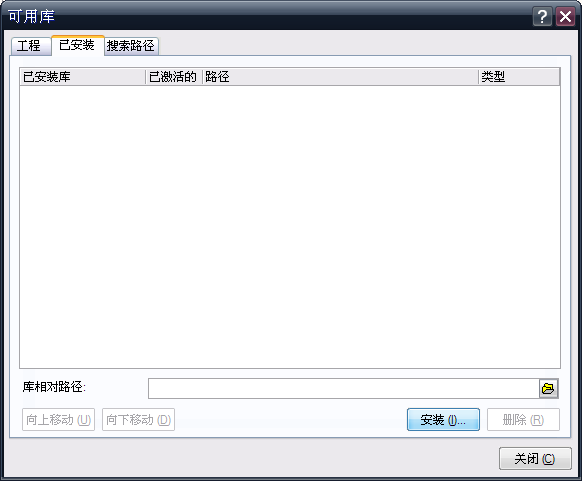 可用库
工程 已安装 搜索路径
已安装库 已激活的 路径 类型
库相对路径:
向上移动 (U) 向下移动 (D) 安装 (I)... 删除 (R)
关闭 (C)